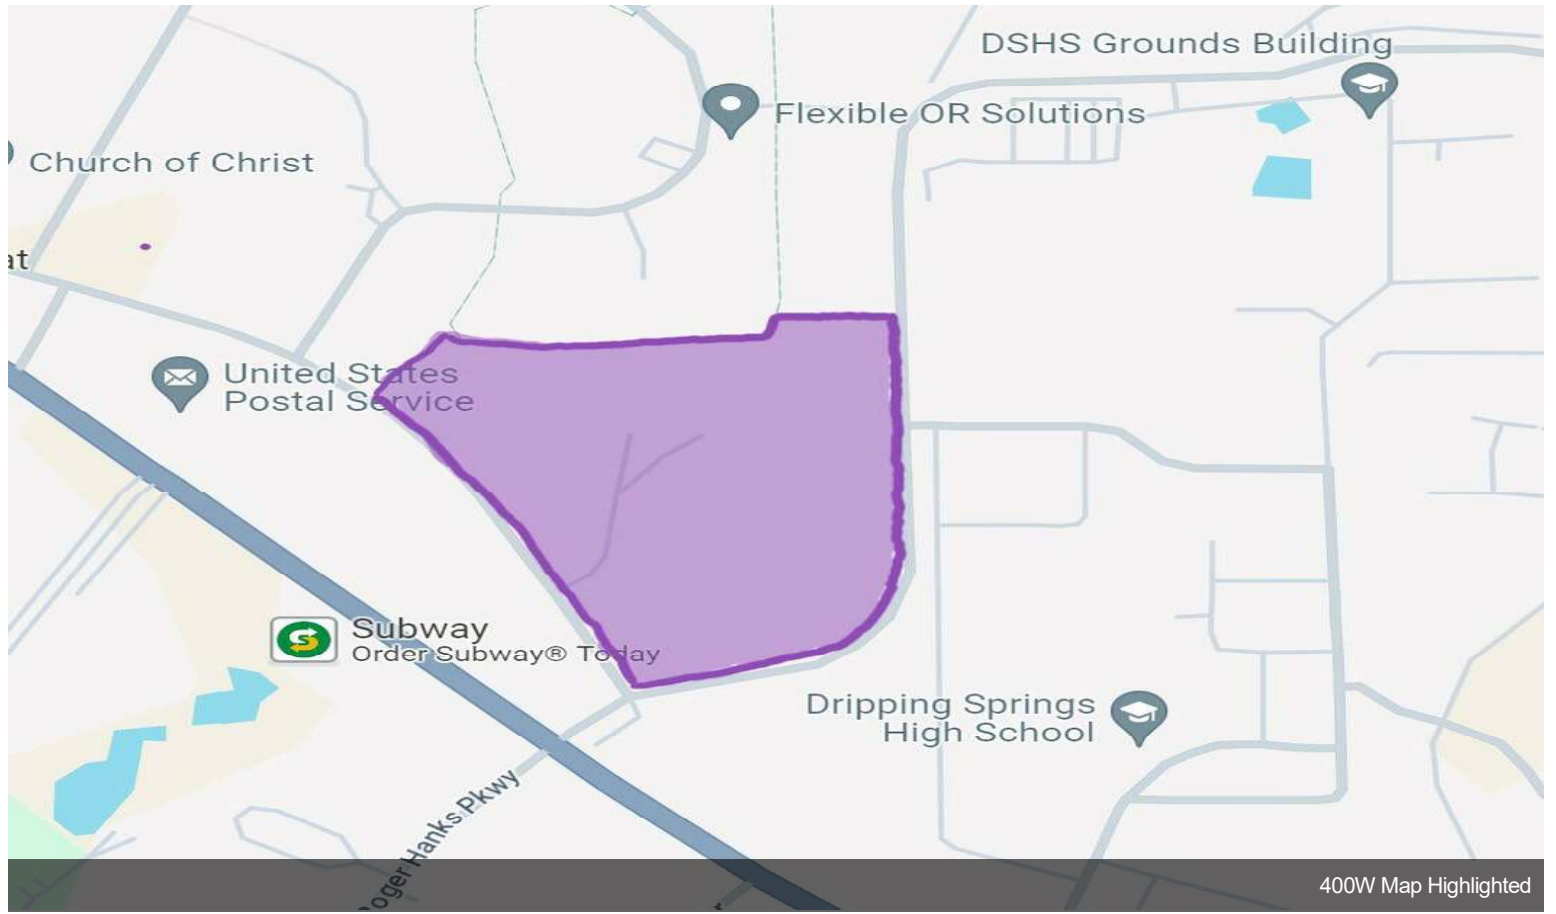 DSHS Grounds Building
Flexible OR Solutions
Church of Christ
at
United States
Postal Service
Subway
Order Subway® Today
Dripping Springs
High School
Roger Hanks Pkwy
400W Map Highlighted